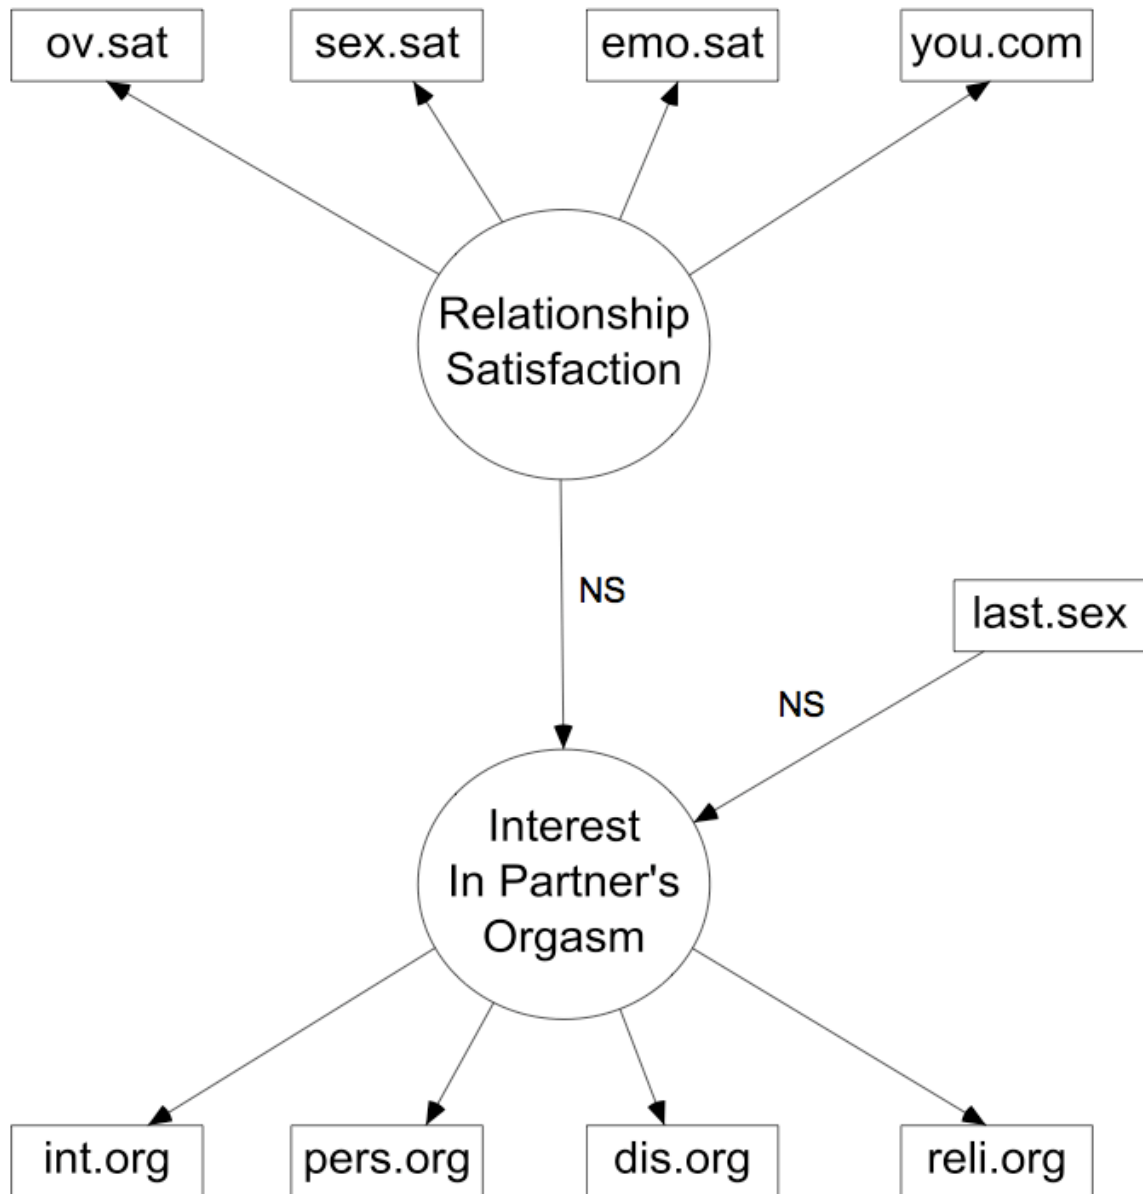 ov.sat
sex.sat
emo.sat
you.com
Relationship
Satisfaction
NS
last.sex
NS
Interest
In Partner's
Orgasm
int.org
pers.org
dis.org
reli.org